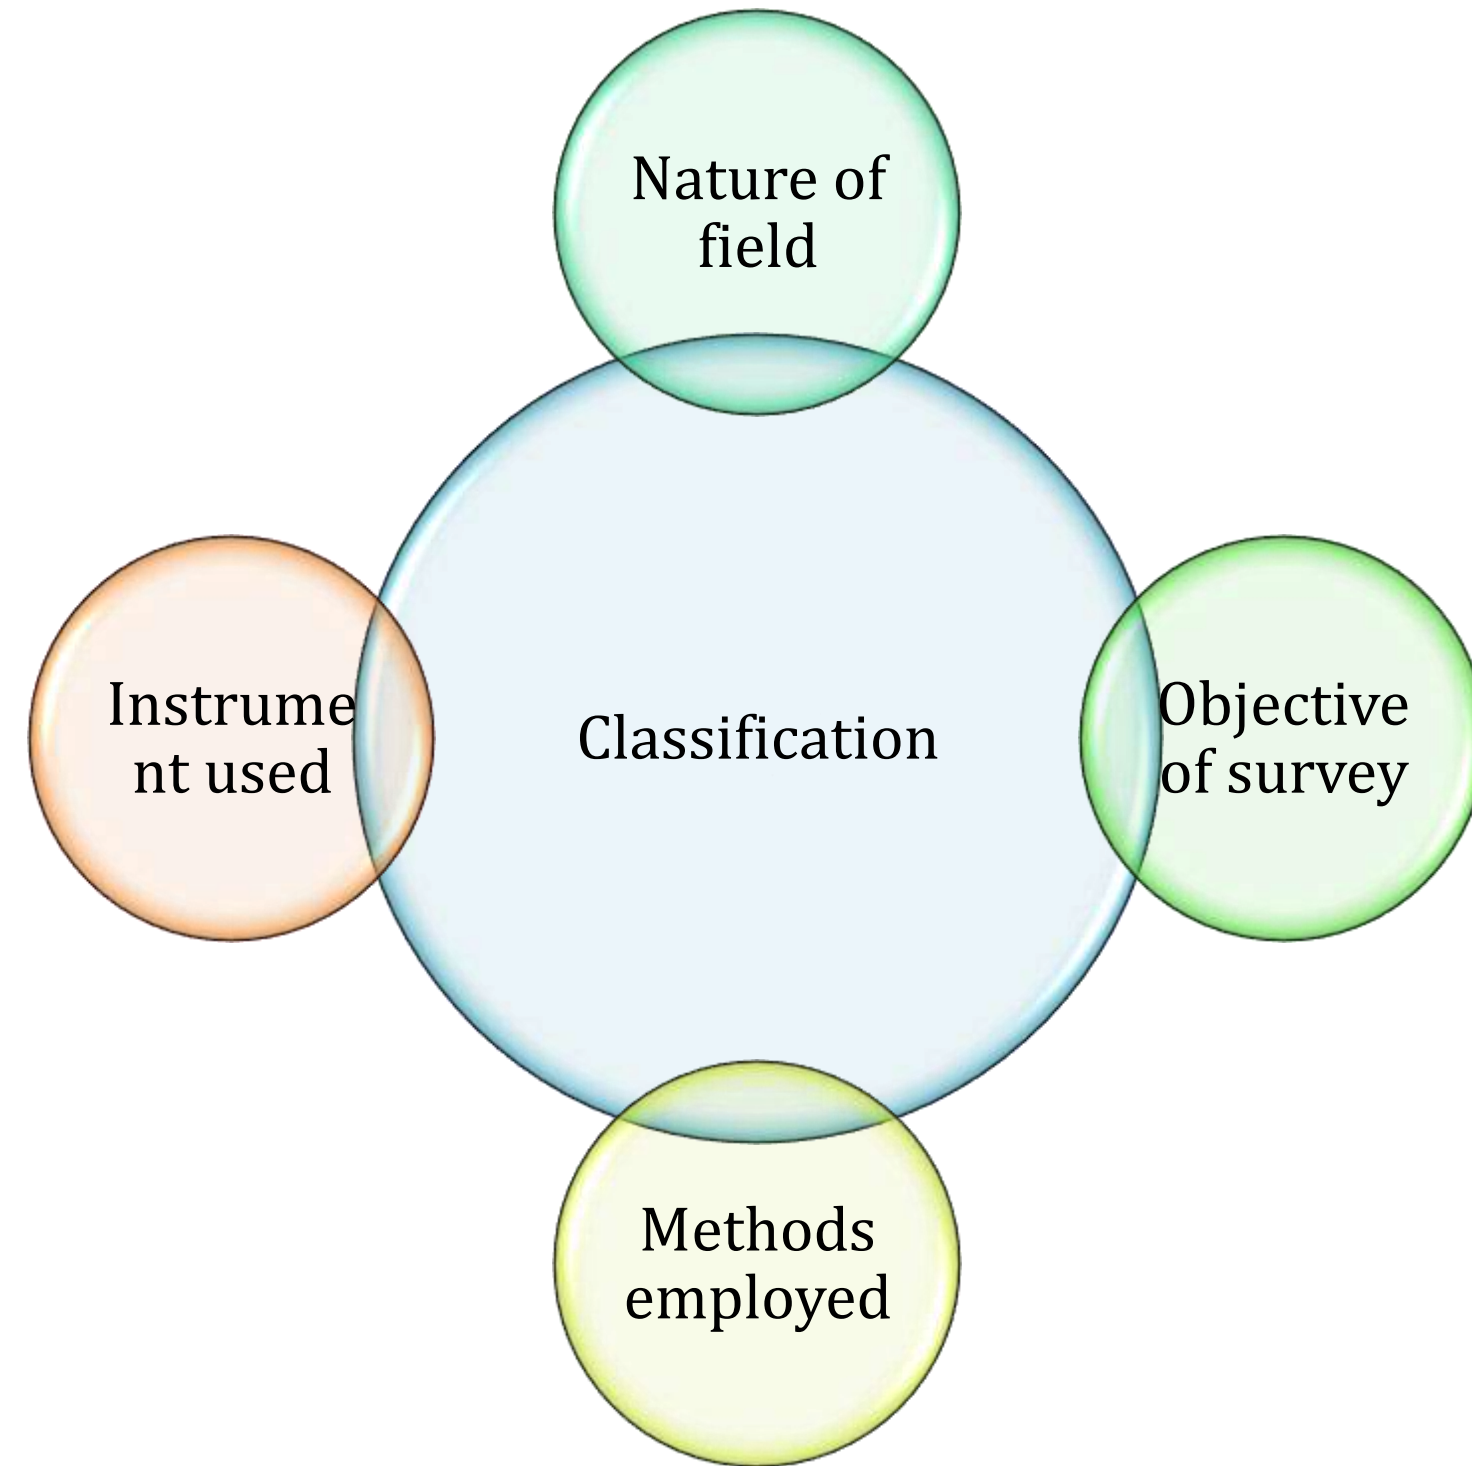 Nature of
field
Instrume
nt used
Classification
Objective
of survey
Methods
employed